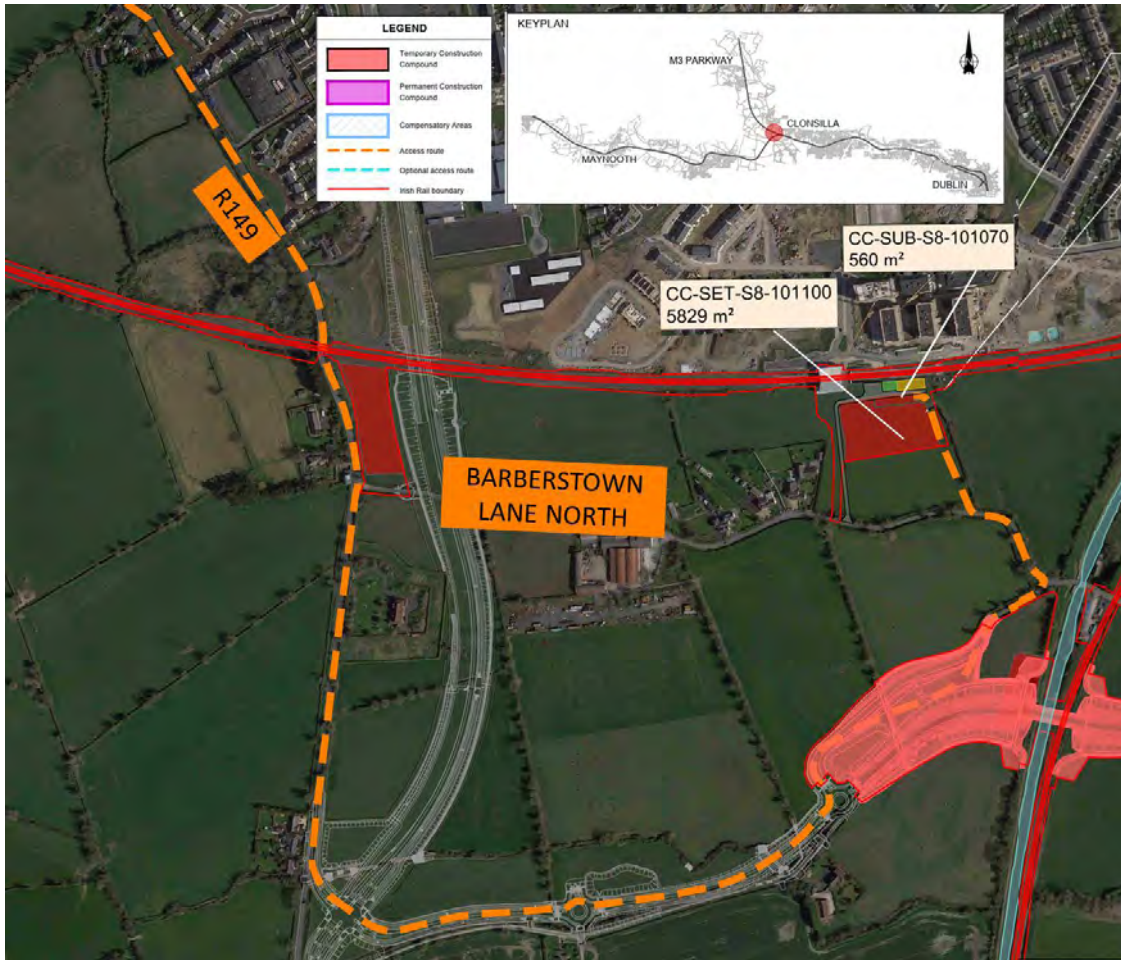 LEGEND
Temporary Construction
Compound
Permanent Construction
Compound
Compensatory Areas
Access route
Optional access route
Irish Rail boundary
KEYPLAN
M3 PARKWAY
CLONSILLA
MAYNOOTH
DUBLIN
R149
CC-SUB-S8-101070
560 m²
CC-SET-S8-101100
5829 m²
BARBERSTOWN
LANE NORTH